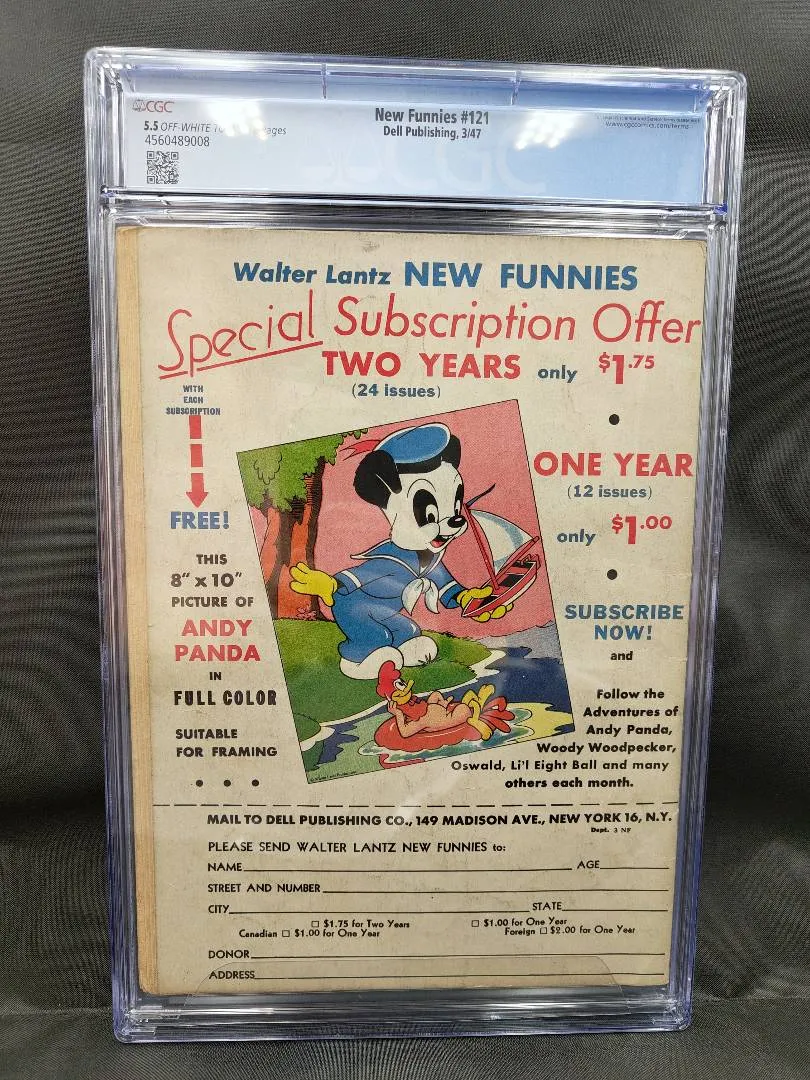 CGC
New Funnies #121
5.5 OFF-WHITE
Dell Publishing, 3/47
4560489008
www.cgccomics.com/terms
Walter Lantz NEW FUNNIES
Special Subscription Offer
TWO YEARS only $1.75
(24 issues)
WITH
EACH
SUBSCRIPTION
FREE!
THIS
8" x 10"
PICTURE OF
ANDY
PANDA
IN
FULL COLOR
SUITABLE
FOR FRAMING
• • •
•
ONE YEAR
(12 issues)
only $1.00
•
SUBSCRIBE
NOW!
and
Follow the
Adventures of
Andy Panda,
Woody Woodpecker,
Oswald, Li'l Eight Ball and many
others each month.
MAIL TO DELL PUBLISHING CO., 149 MADISON AVE., NEW YORK 16, N.Y.
Dept. 3 NF
PLEASE SEND WALTER LANTZ NEW FUNNIES to:
NAME AGE
STREET AND NUMBER
CITY STATE
□ $1.75 for Two Years □ $1.00 for One Year
Canadian □ $1.00 for One Year Foreign □ $2.00 for One Year
DONOR
ADDRESS